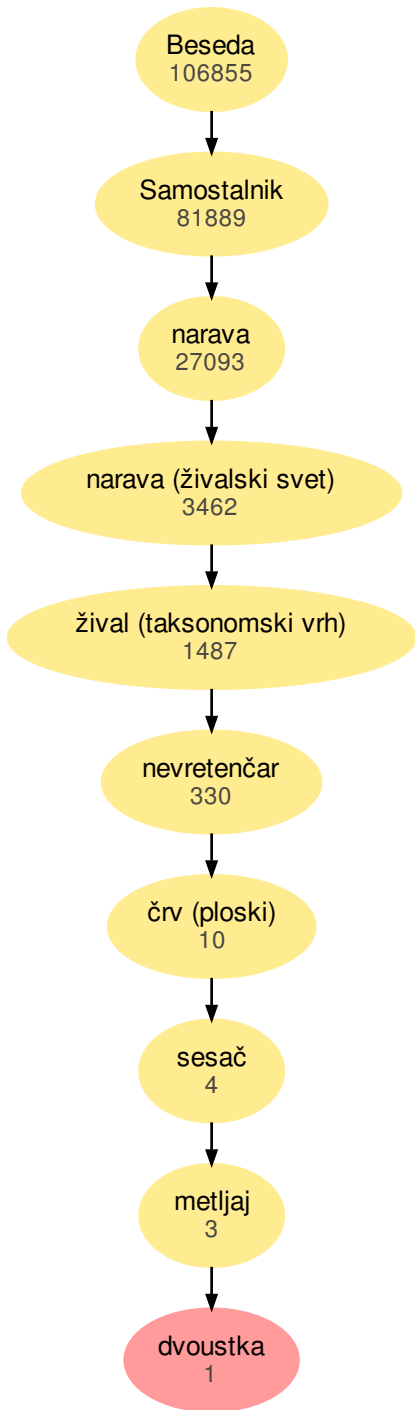 Beseda
106855
Samostalnik
81889
narava
27093
narava (živalski svet)
3462
žival (taksonomski vrh)
1487
nevretenčar
330
črv (ploski)
10
sesač
4
metljaj
3
dvoustka
1